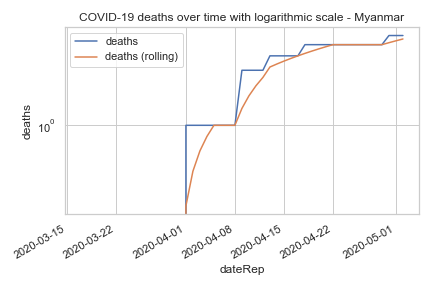 COVID-19 deaths over time with logarithmic scale - Myanmar
deaths
deaths (rolling)
deaths
10⁰
2020-03-15
2020-03-22
2020-04-01
2020-04-08
2020-04-15
2020-04-22
2020-05-01
dateRep